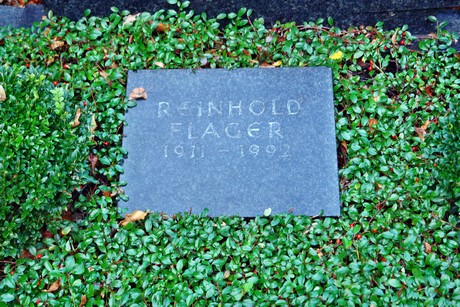 REINHOLD
FLAGER
1911 - 1992